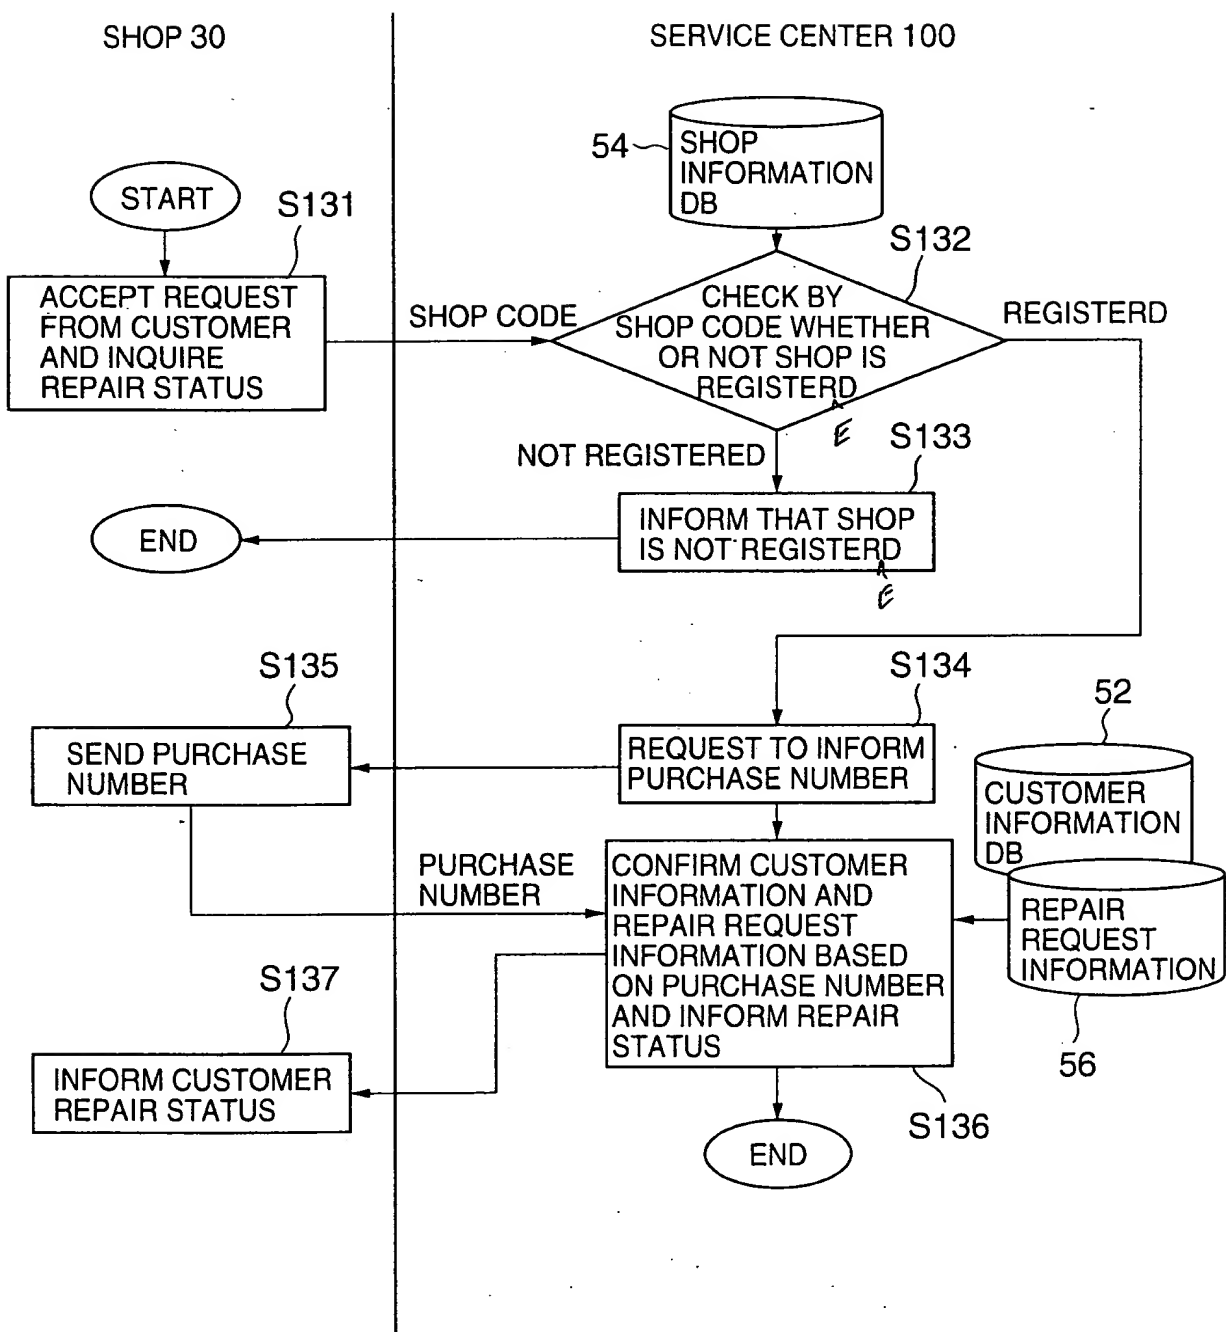 SHOP 30
SERVICE CENTER 100
54
SHOP
INFORMATION
DB
START
S131
ACCEPT REQUEST
FROM CUSTOMER
AND INQUIRE
REPAIR STATUS
SHOP CODE
S132
CHECK BY
SHOP CODE WHETHER
OR NOT SHOP IS
REGISTERD
E
REGISTERD
NOT REGISTERED
S133
INFORM THAT SHOP
IS NOT REGISTERD
E
END
S135
SEND PURCHASE
NUMBER
S134
REQUEST TO INFORM
PURCHASE NUMBER
52
CUSTOMER
INFORMATION
DB
PURCHASE
NUMBER
CONFIRM CUSTOMER
INFORMATION AND
REPAIR REQUEST
INFORMATION BASED
ON PURCHASE NUMBER
AND INFORM REPAIR
STATUS
REPAIR
REQUEST
INFORMATION
56
S137
INFORM CUSTOMER
REPAIR STATUS
S136
END